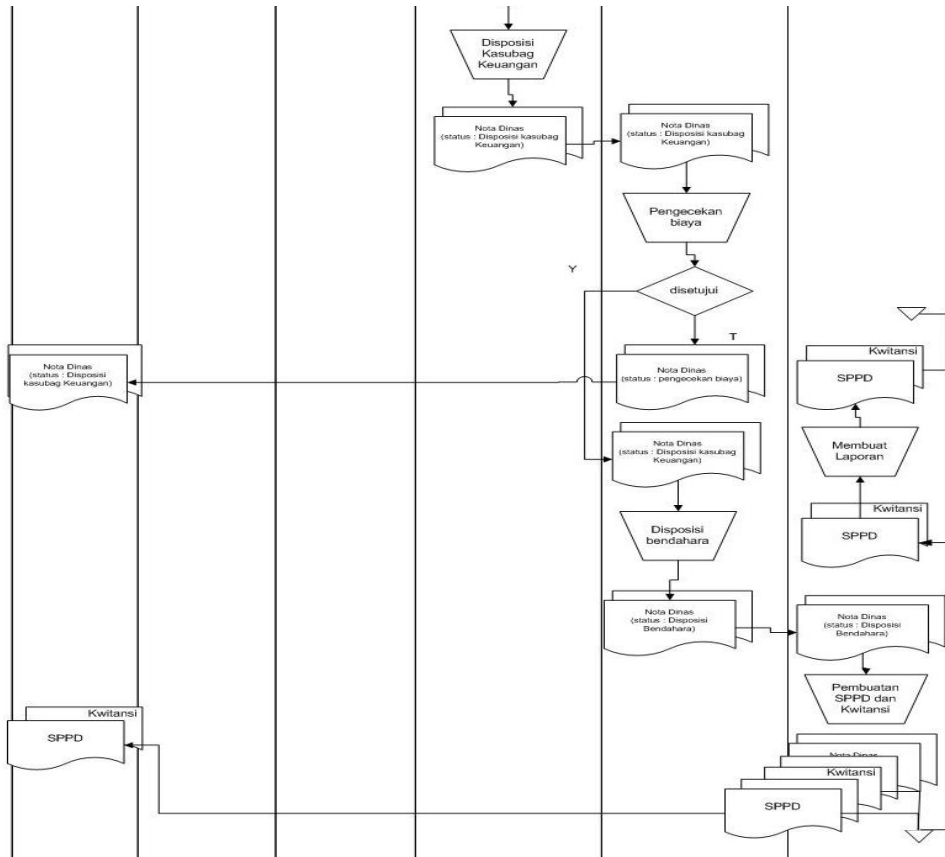 Disposisi
Kasubag
Keuangan
Nota Dinas
(status : Disposisi kasubag
Keuangan)
Nota Dinas
(status : Disposisi kasubag
Keuangan)
Pengecekan
biaya
Y
disetujui
T
Nota Dinas
(status : Disposisi
kasubag Keuangan)
Nota Dinas
(status : pengecekan biaya)
Kwitansi
SPPD
Nota Dinas
(status : Disposisi kasubag
Keuangan)
Membuat
Laporan
Kwitansi
SPPD
Disposisi
bendahara
Nota Dinas
(status : Disposisi
Bendahara)
Nota Dinas
(status : Disposisi
Bendahara)
Pembuatan
SPPD dan
Kwitansi
Kwitansi
SPPD
Nota Dinas
Kwitansi
SPPD